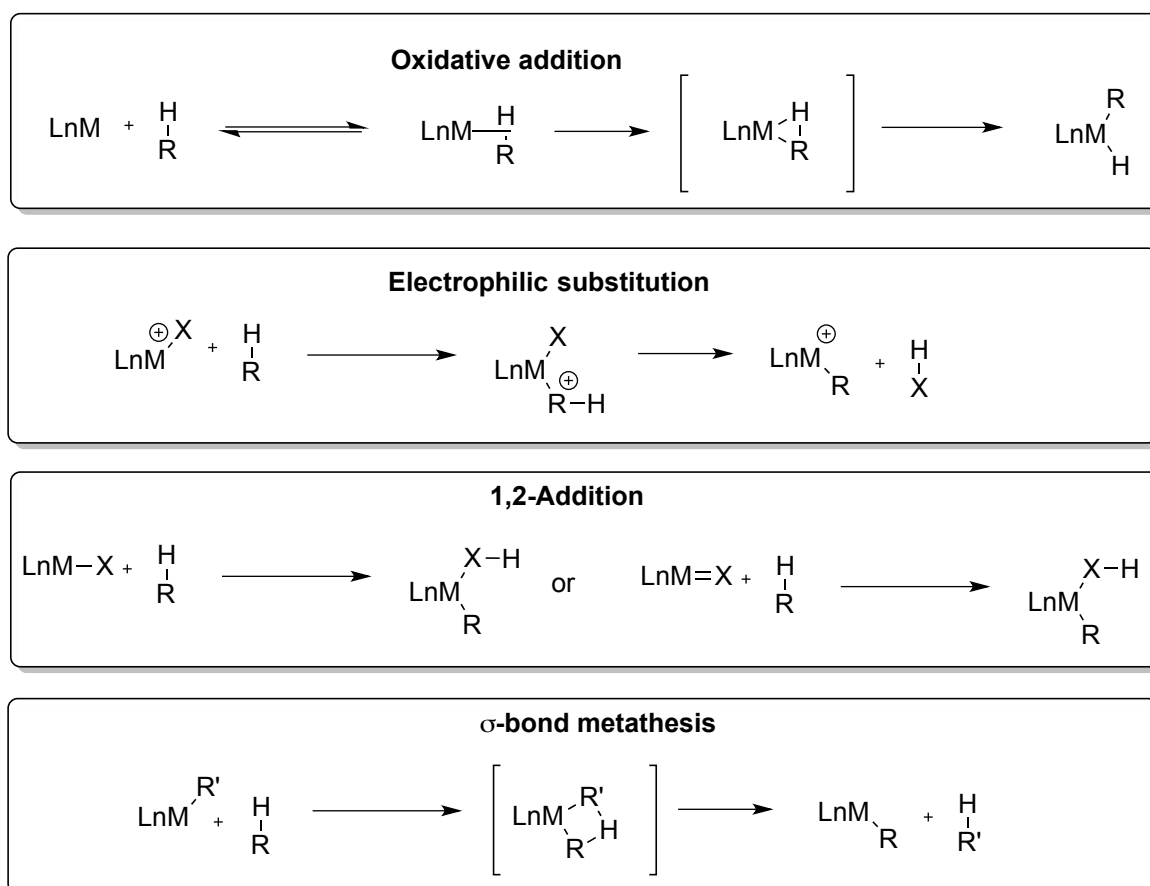 Oxidative addition
LnM + H R LnM H R LnM H R LnM R H
Electrophilic substitution
LnM + X + H R LnM X R + H LnM + R + H X
1,2-Addition
LnM X + H R LnM X H R or LnM=X + H R LnM X H R
σ-bond metathesis
LnM R' + H R LnM R' H R LnM R + H R'